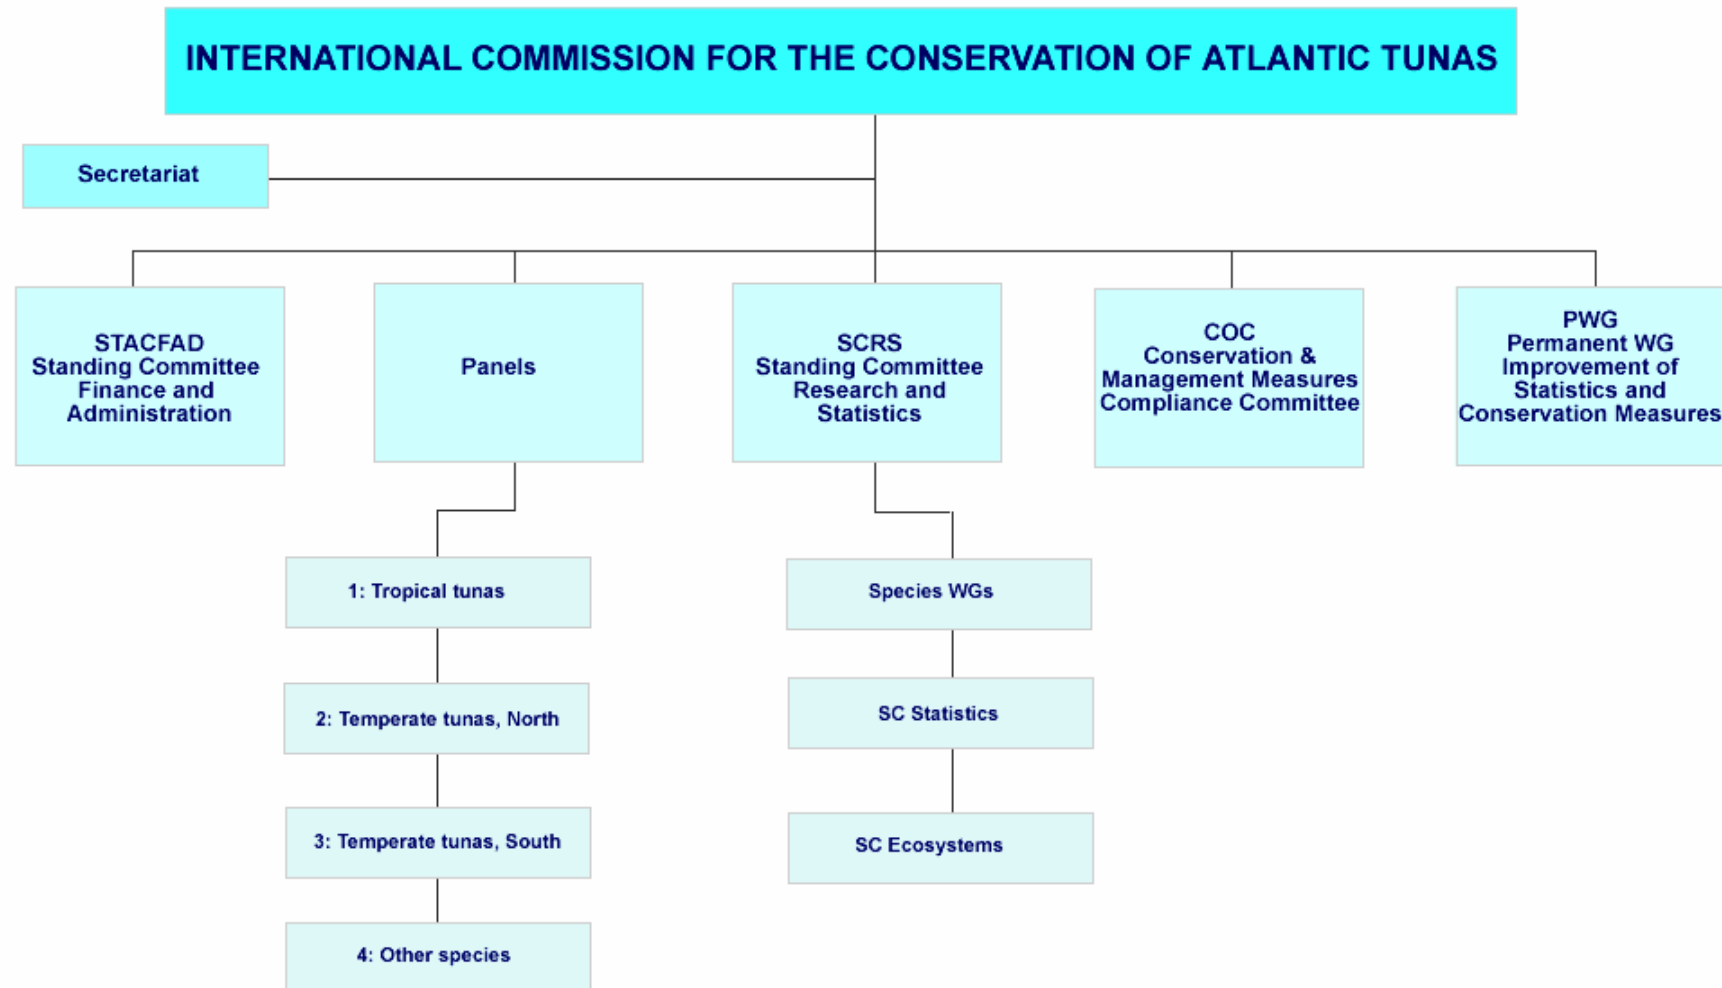 INTERNATIONAL COMMISSION FOR THE CONSERVATION OF ATLANTIC TUNAS
Secretariat
STACFAD
Standing Committee
Finance and
Administration
Panels
SCRS
Standing Committee
Research and
Statistics
COC
Conservation &
Management Measures
Compliance Committee
PWG
Permanent WG
Improvement of
Statistics and
Conservation Measures
1: Tropical tunas
2: Temperate tunas, North
3: Temperate tunas, South
4: Other species
Species WGs
SC Statistics
SC Ecosystems